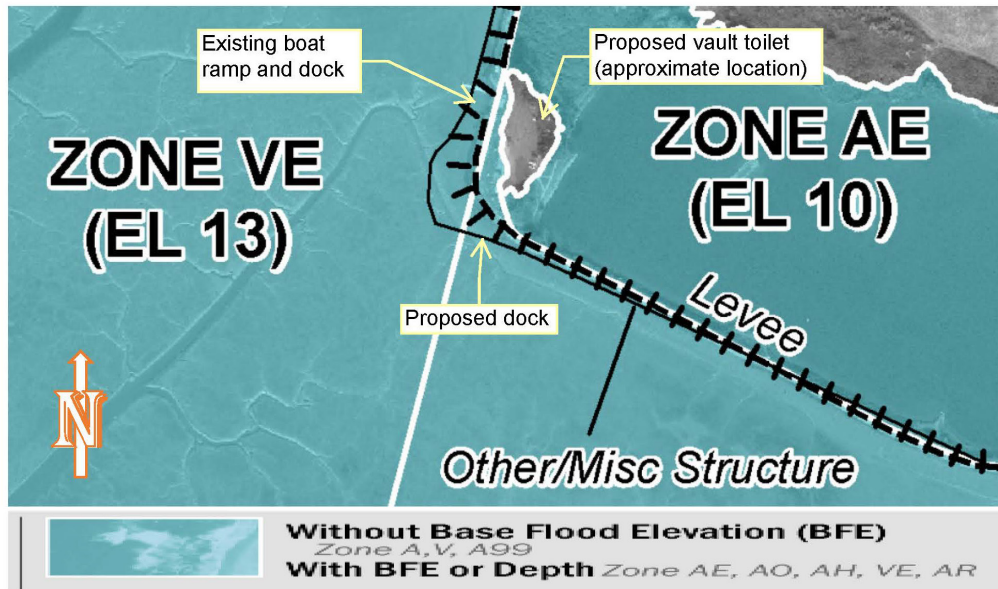 Existing boat
ramp and dock
Proposed vault toilet
(approximate location)
ZONE VE
(EL 13)
ZONE AE
(EL 10)
Levee
Proposed dock
N
Other/Misc Structure
Without Base Flood Elevation (BFE)
Zone A,V, A99
With BFE or Depth Zone AE, AO, AH, VE, AR